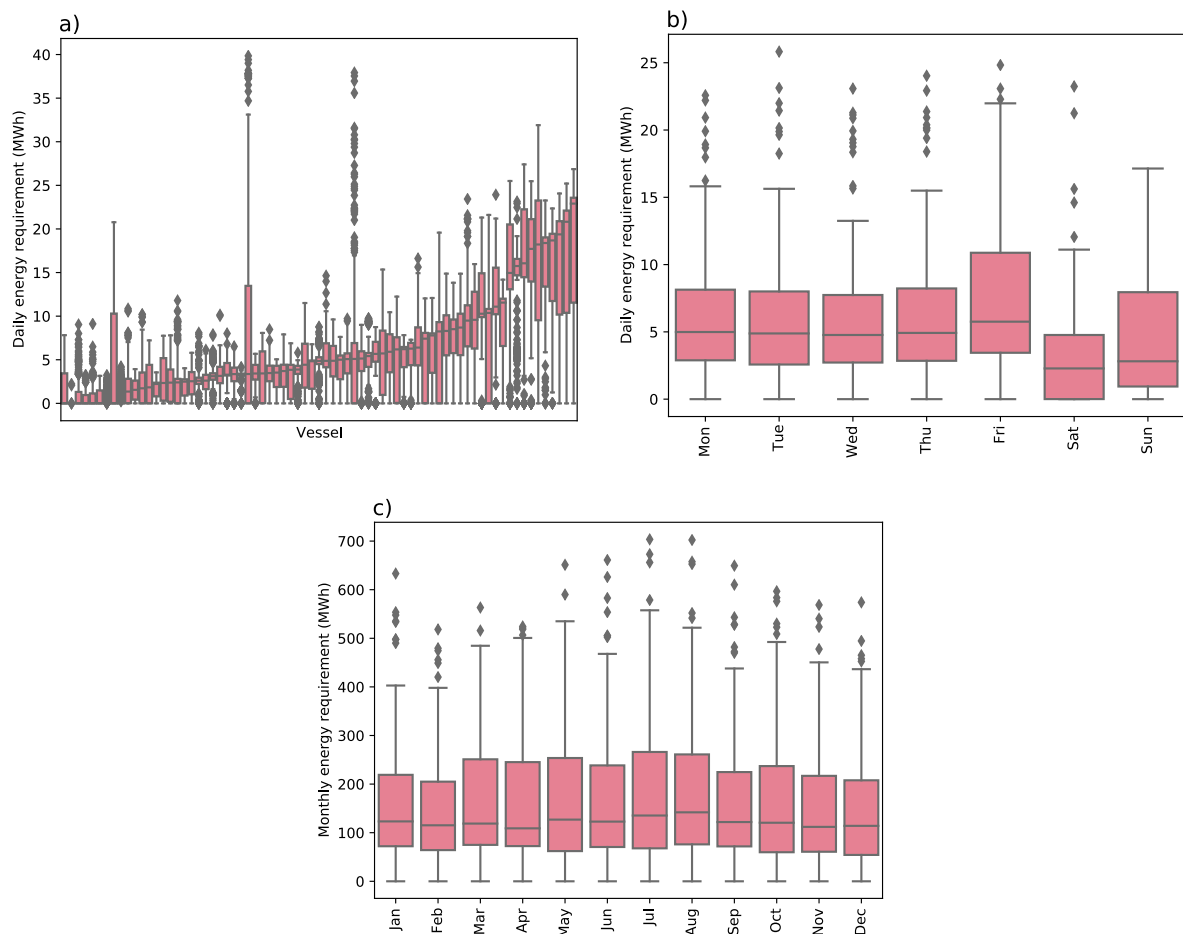 a)
Daily energy requirement (MWh)
40
35
30
25
20
15
10
5
0
Vessel
b)
Daily energy requirement (MWh)
25
20
15
10
5
0
Mon
Tue
Wed
Thu
Fri
Sat
Sun
c)
Monthly energy requirement (MWh)
700
600
500
400
300
200
100
0
Jan
Feb
Mar
Apr
May
Jun
Jul
Aug
Sep
Oct
Nov
Dec